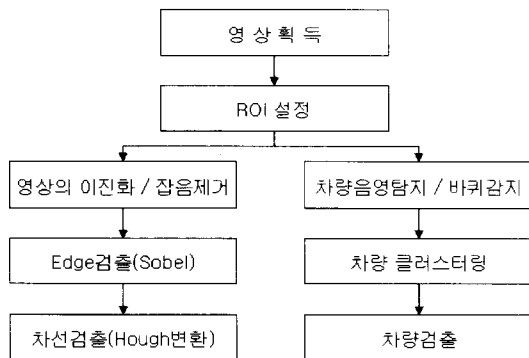 영 상 획 득
ROI 설정
영상의 이진화 / 잡음제거
차량음영탐지 / 바퀴감지
Edge검출(Sobel)
차량 클러스터링
차선검출(Hough변환)
차량검출